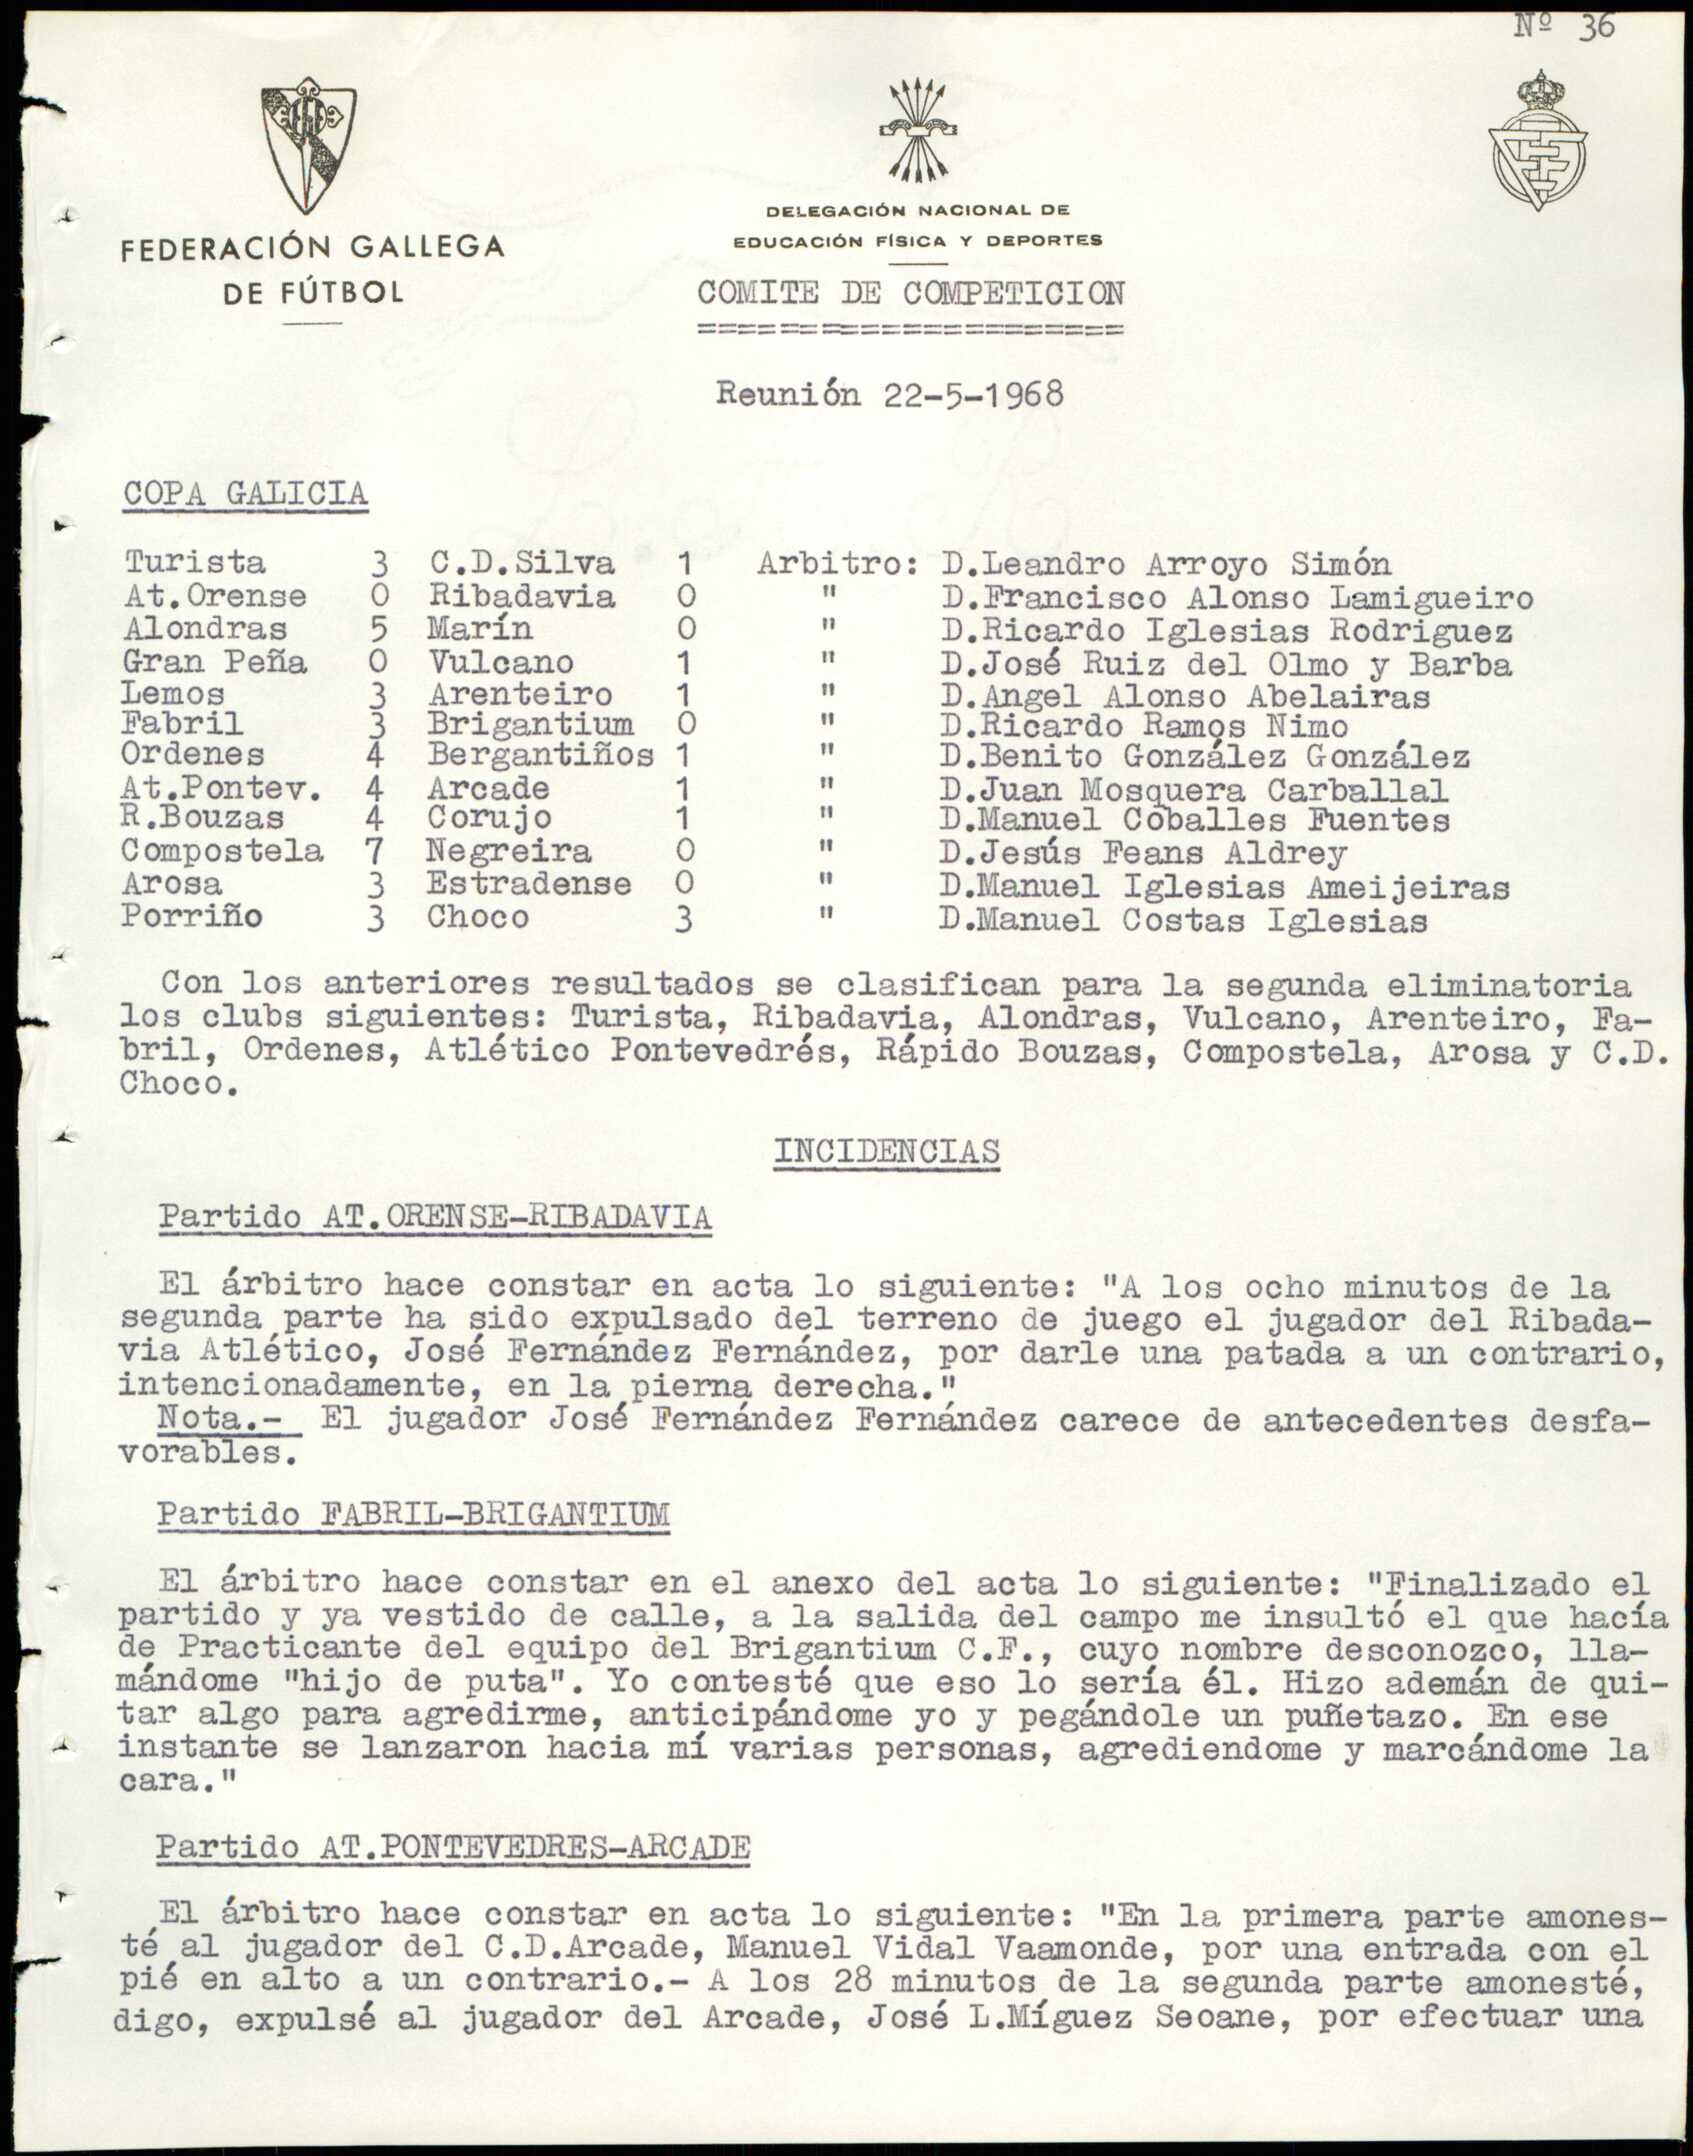 Nº 36
FEDERACIÓN GALLEGA
DE FÚTBOL
DELEGACIÓN NACIONAL DE
EDUCACIÓN FÍSICA Y DEPORTES
COMITE DE COMPETICION
=====================
Reunión 22-5-1968
COPA GALICIA
Turista 3 C.D.Silva 1 Arbitro: D.Leandro Arroyo Simón
At.Orense 0 Ribadavia 0 " D.Francisco Alonso Lamigueiro
Alondras 5 Marín 0 " D.Ricardo Iglesias Rodriguez
Gran Peña 0 Vulcano 1 " D.José Ruiz del Olmo y Barba
Lemos 3 Arenteiro 1 " D.Angel Alonso Abelairas
Fabril 3 Brigantium 0 " D.Ricardo Ramos Nimo
Ordenes 4 Bergantiños 1 " D.Benito González González
At.Pontev. 4 Arcade 1 " D.Juan Mosquera Carballal
R.Bouzas 4 Corujo 1 " D.Manuel Coballes Fuentes
Compostela 7 Negreira 0 " D.Jesús Feans Aldrey
Arosa 3 Estradense 0 " D.Manuel Iglesias Ameijeiras
Porriño 3 Choco 3 " D.Manuel Costas Iglesias
Con los anteriores resultados se clasifican para la segunda eliminatoria
los clubs siguientes: Turista, Ribadavia, Alondras, Vulcano, Arenteiro, Fa-
bril, Ordenes, Atlético Pontevedrés, Rápido Bouzas, Compostela, Arosa y C.D.
Choco.
INCIDENCIAS
Partido AT.ORENSE-RIBADAVIA
El árbitro hace constar en acta lo siguiente: "A los ocho minutos de la
segunda parte ha sido expulsado del terreno de juego el jugador del Ribada-
via Atlético, José Fernández Fernández, por darle una patada a un contrario,
intencionadamente, en la pierna derecha."
Nota.- El jugador José Fernández Fernández carece de antecedentes desfa-
vorables.
Partido FABRIL-BRIGANTIUM
El árbitro hace constar en el anexo del acta lo siguiente: "Finalizado el
partido y ya vestido de calle, a la salida del campo me insultó el que hacía
de Practicante del equipo del Brigantium C.F., cuyo nombre desconozco, lla-
mándome "hijo de puta". Yo contesté que eso lo sería él. Hizo ademán de qui-
tar algo para agredirme, anticipándome yo y pegándole un puñetazo. En ese
instante se lanzaron hacia mí varias personas, agrediendome y marcándome la
cara."
Partido AT.PONTEVEDRES-ARCADE
El árbitro hace constar en acta lo siguiente: "En la primera parte amones-
té al jugador del C.D.Arcade, Manuel Vidal Vaamonde, por una entrada con el
pié en alto a un contrario.- A los 28 minutos de la segunda parte amonesté,
digo, expulsé al jugador del Arcade, José L.Míguez Seoane, por efectuar una